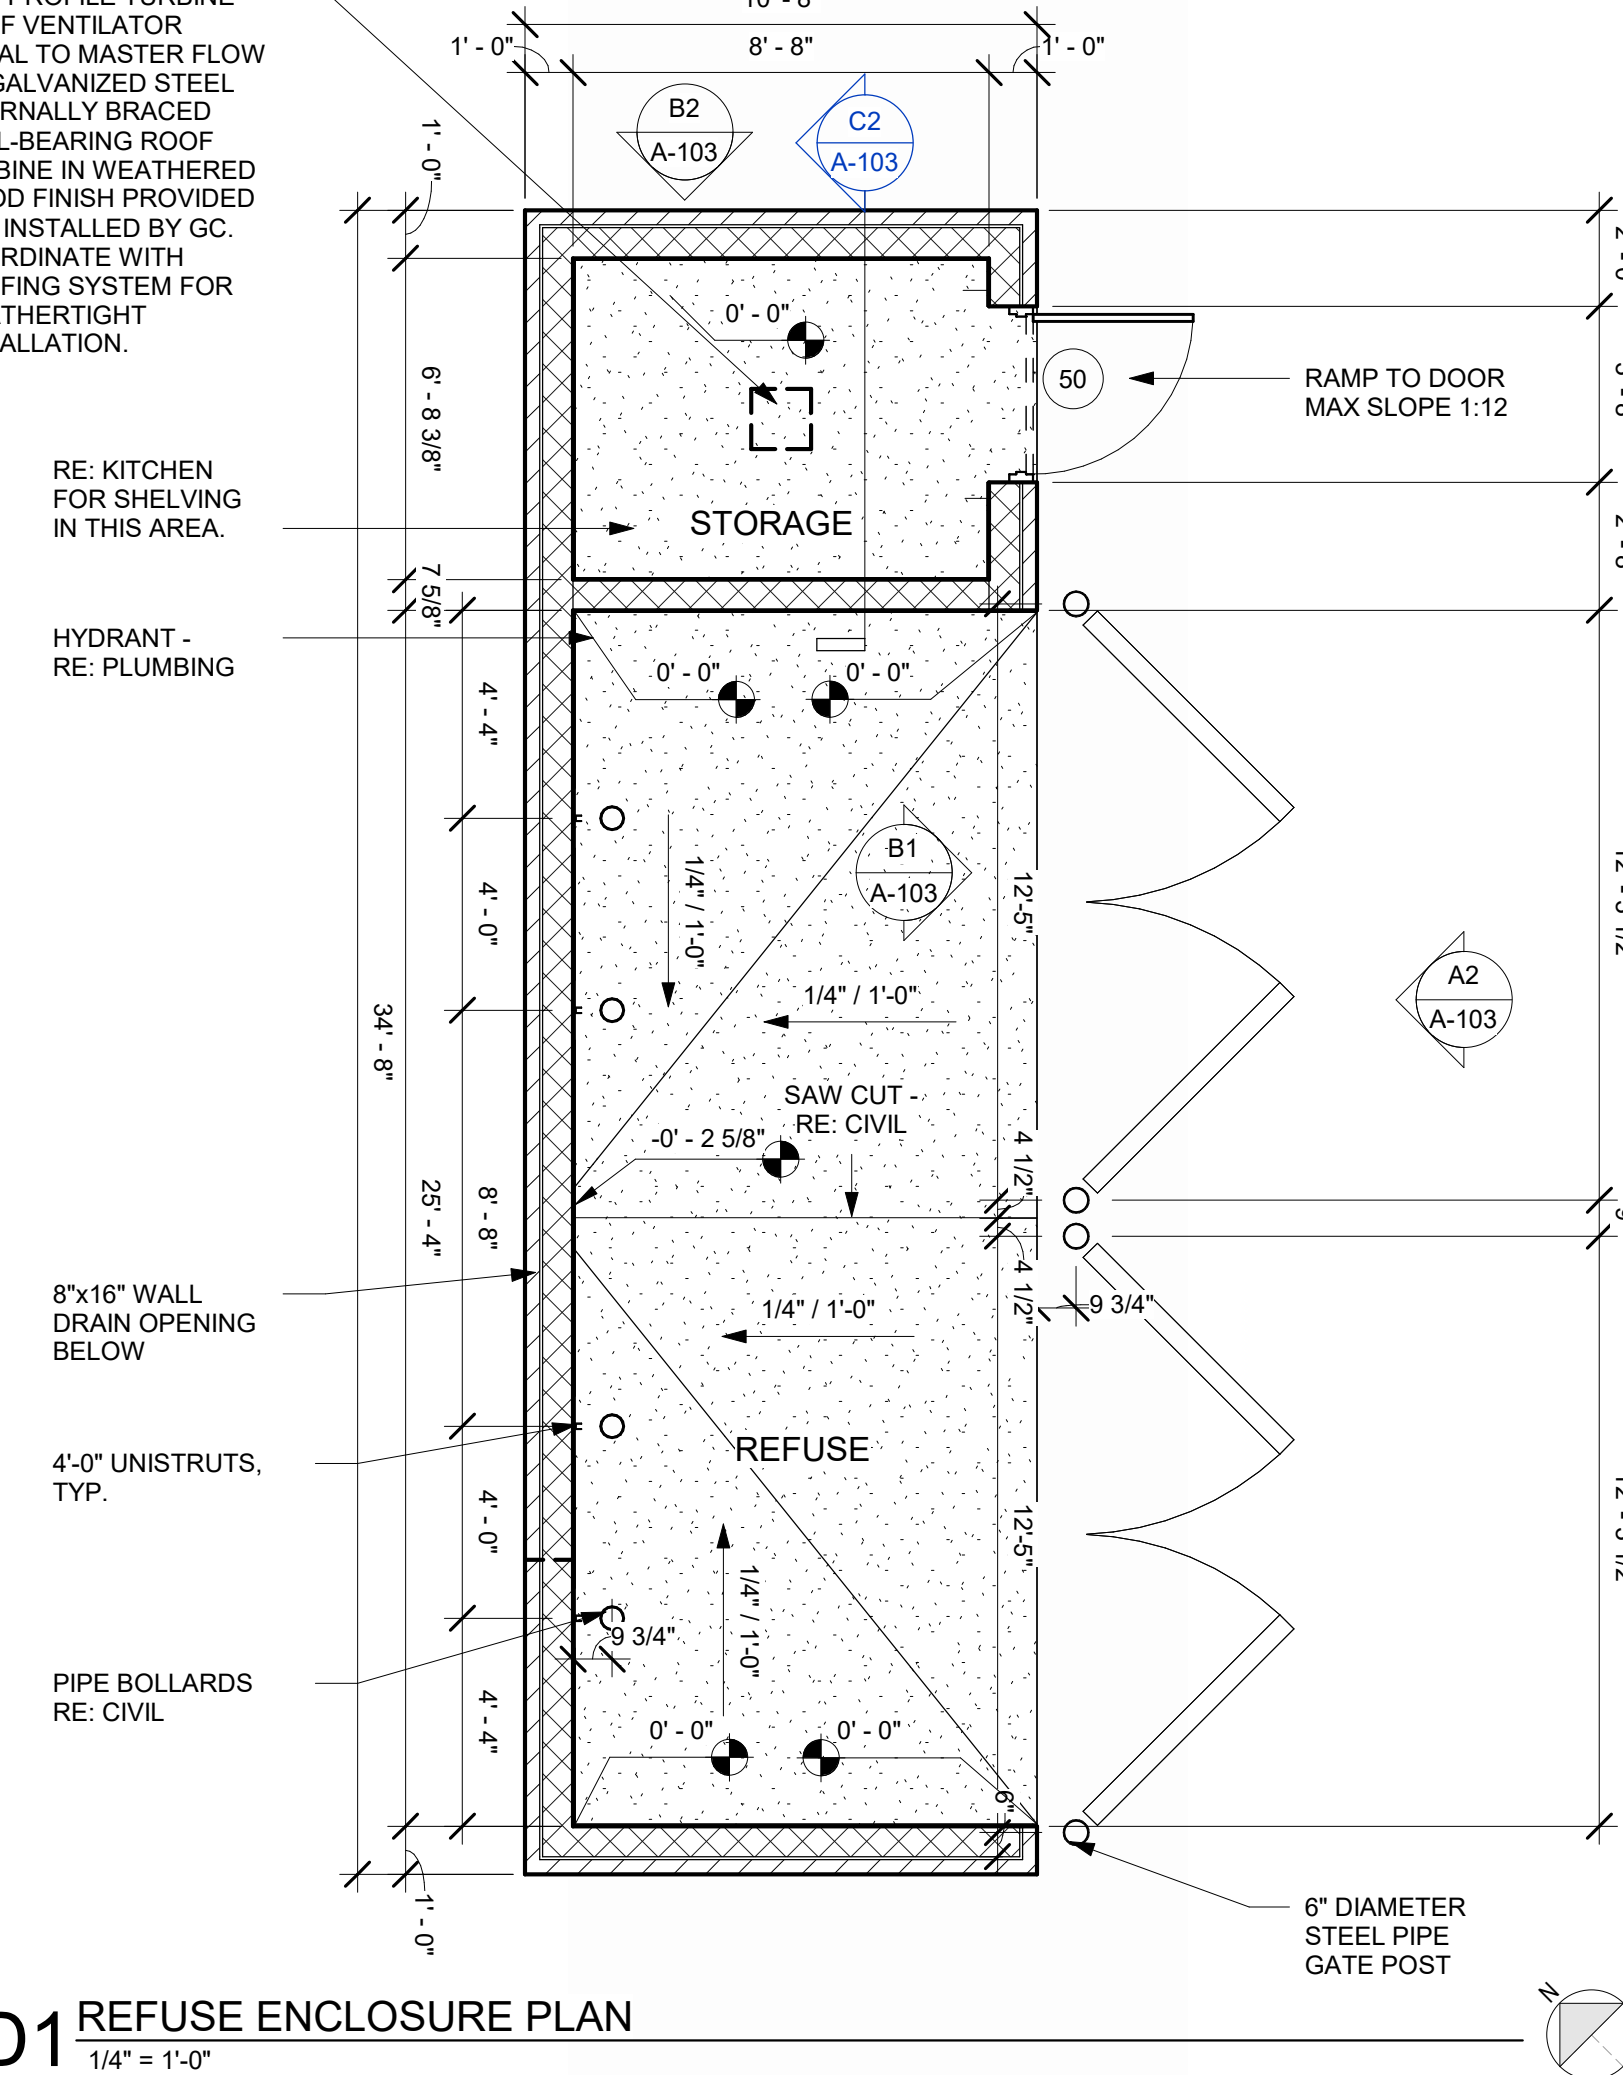 F VENTILATOR
AL TO MASTER FLOW
GALVANIZED STEEL
RNALLY BRACED
L-BEARING ROOF
BINE IN WEATHERED
OD FINISH PROVIDED
INSTALLED BY GC.
RDINATE WITH
FING SYSTEM FOR
THERTIGHT
ALLATION.
10' - 8"
1' - 0"
8' - 8"
1' - 0"
B2
A-103
C2
A-103
1' - 0"
0' - 0"
50
RAMP TO DOOR
MAX SLOPE 1:12
6' - 8 3/8"
RE: KITCHEN
FOR SHELVING
IN THIS AREA.
STORAGE
7 5/8"
HYDRANT -
RE: PLUMBING
0' - 0"
0' - 0"
4' - 4"
B1
A-103
12'-5"
1/4" / 1'-0"
4' - 0"
1/4" / 1'-0"
A2
A-103
34' - 8"
SAW CUT -
RE: CIVIL
-0' - 2 5/8"
4 1/2"
25' - 4"
8' - 8"
8"x16" WALL
DRAIN OPENING
BELOW
1/4" / 1'-0"
4 1/2"
9 3/4"
REFUSE
4'-0" UNISTRUTS,
TYP.
4' - 0"
12'-5"
1/4" / 1'-0"
9 3/4"
PIPE BOLLARDS
RE: CIVIL
4' - 4"
0' - 0"
0' - 0"
6"
1' - 0"
6" DIAMETER
STEEL PIPE
GATE POST
D1 REFUSE ENCLOSURE PLAN
1/4" = 1'-0"
N